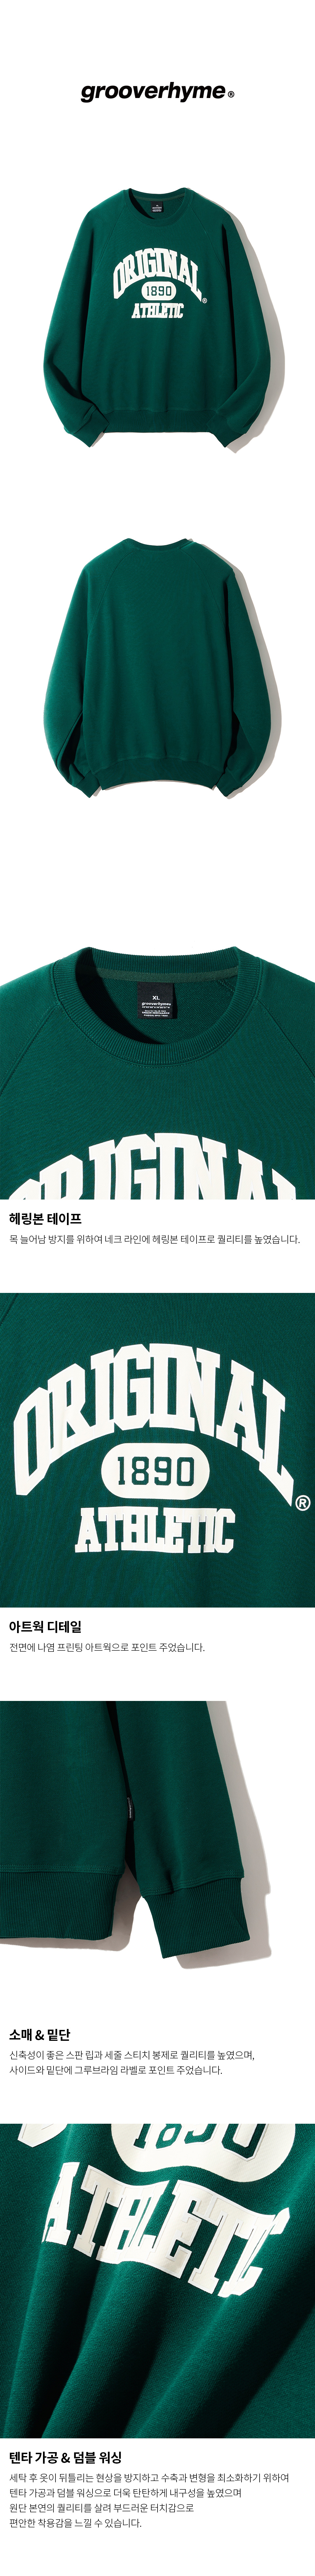 grooverhyme®
ORIGINAL®
1890
ATHLETIC
XL
grooverhyme
ORIGINAL
헤링본 테이프
목 늘어남 방지를 위하여 네크 라인에 헤링본 테이프로 퀄리티를 높였습니다.
ORIGINAL
1890
®
ATHLETIC
아트웍 디테일
전면에 나염 프린팅 아트웍으로 포인트 주었습니다.
소매 & 밑단
신축성이 좋은 스판 립과 세줄 스티치 봉제로 퀄리티를 높였으며,
사이드와 밑단에 그루브라임 라벨로 포인트 주었습니다.
1890
ATHLETIC
텐타 가공 & 덤블 워싱
세탁 후 옷이 뒤틀리는 현상을 방지하고 수축과 변형을 최소화하기 위하여
텐타 가공과 덤블 워싱으로 더욱 탄탄하게 내구성을 높였으며
원단 본연의 퀄리티를 살려 부드러운 터치감으로
편안한 착용감을 느낄 수 있습니다.